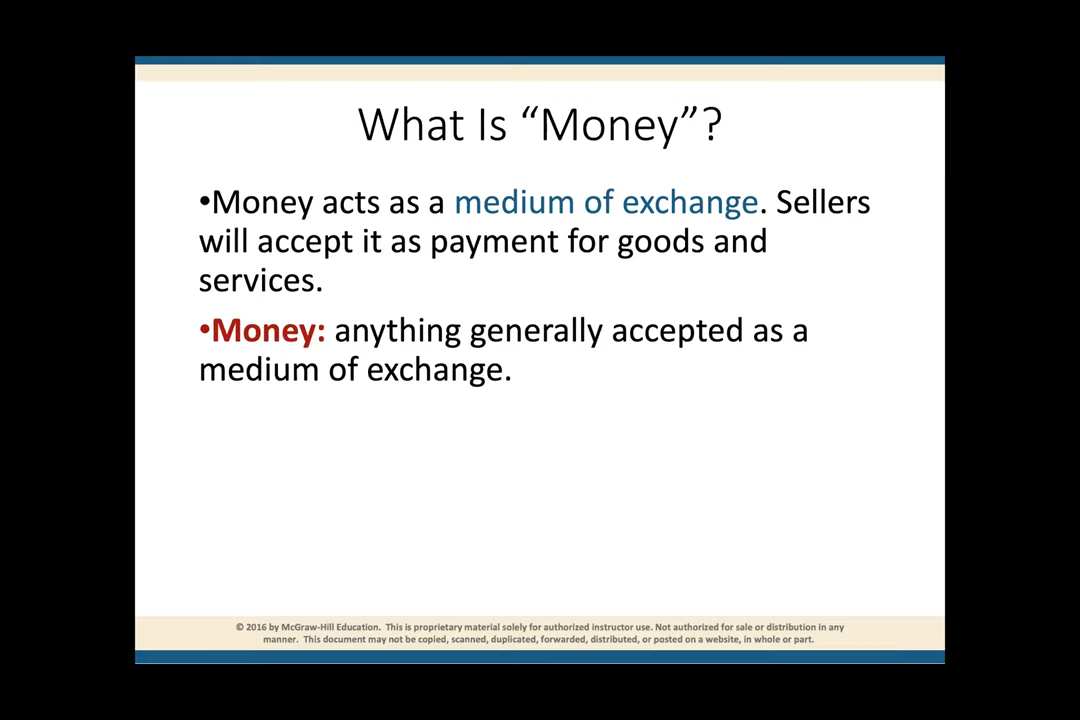 What Is “Money”?
•Money acts as a medium of exchange. Sellers
will accept it as payment for goods and
services.
•Money: anything generally accepted as a
medium of exchange.
© 2016 by McGraw-Hill Education.  This is proprietary material solely for authorized instructor use. Not authorized for sale or distribution in any
manner.  This document may not be copied, scanned, duplicated, forwarded, distributed, or posted on a website, in whole or part.